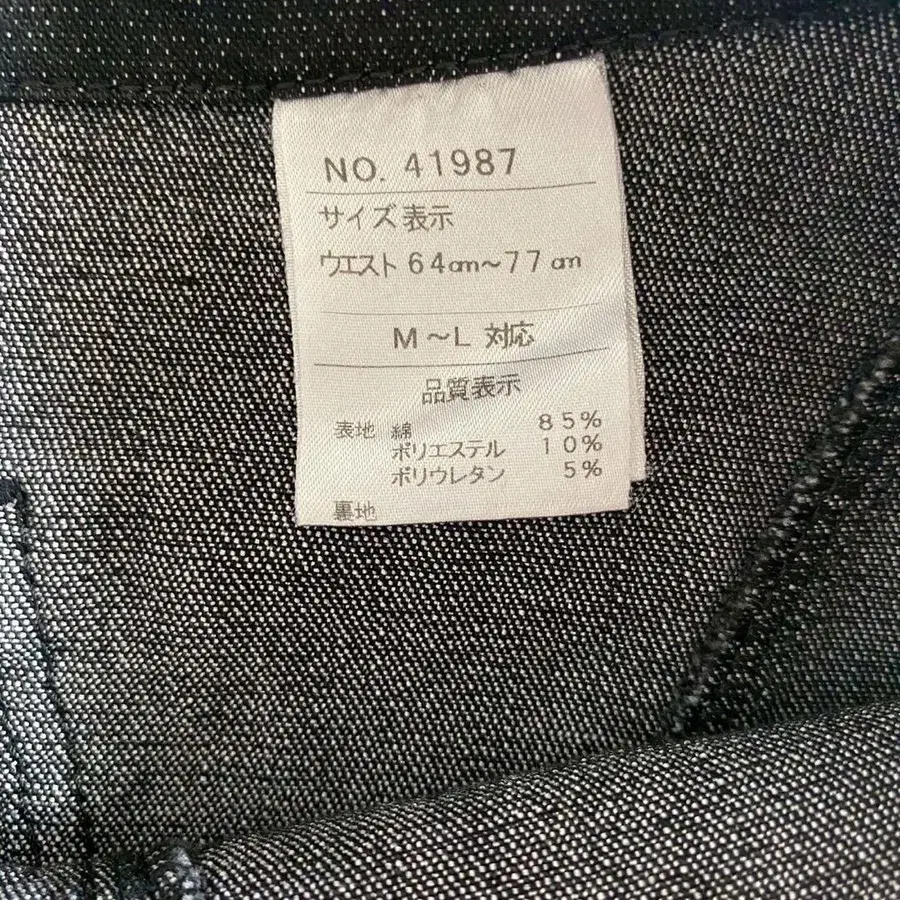 NO. 41987
サイズ表示
ウエスト 64cm～77cm
M～L 対応
品質表示
表地 綿 85%
ポリエステル 10%
ポリウレタン 5%
裏地